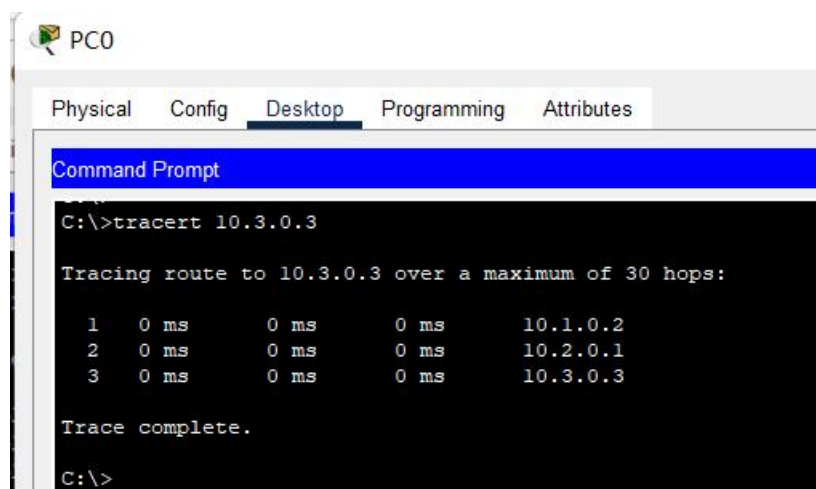 PC0
Physical Config Desktop Programming Attributes
Command Prompt
C:\>tracert 10.3.0.3
Tracing route to 10.3.0.3 over a maximum of 30 hops:
1 0 ms 0 ms 0 ms 10.1.0.2
2 0 ms 0 ms 0 ms 10.2.0.1
3 0 ms 0 ms 0 ms 10.3.0.3
Trace complete.
C:\>